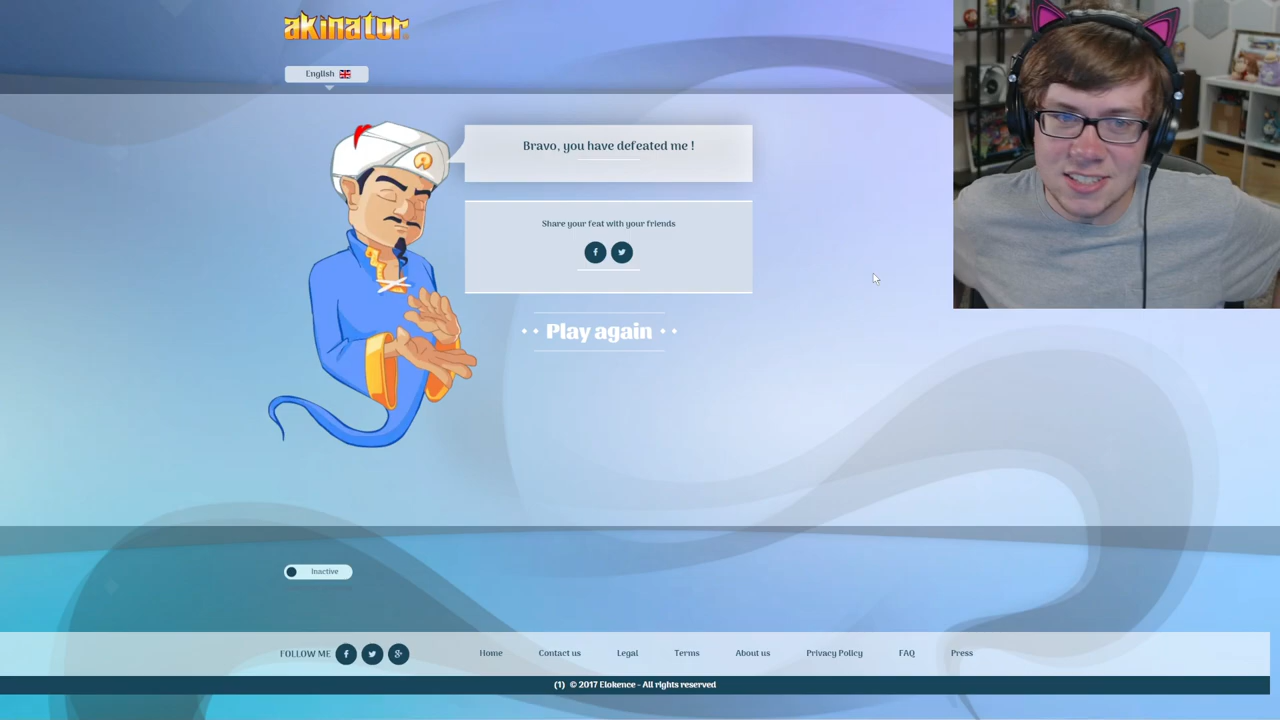 akinator
English
Bravo, you have defeated me !
Share your feat with your friends
Play again
Inactive
FOLLOW ME
Home Contact us Legal Terms About us Privacy Policy FAQ Press
(1) © 2017 Elokence - All rights reserved